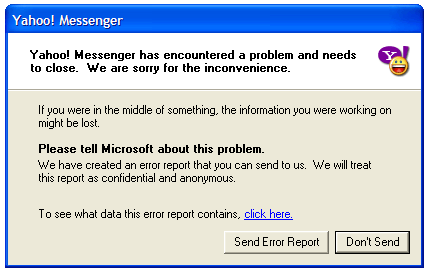 Yahoo! Messenger
Yahoo! Messenger has encountered a problem and needs
to close.  We are sorry for the inconvenience.
Y!
If you were in the middle of something, the information you were working on
might be lost.
Please tell Microsoft about this problem.
We have created an error report that you can send to us.  We will treat
this report as confidential and anonymous.
To see what data this error report contains, click here.
Send Error Report
Don't Send